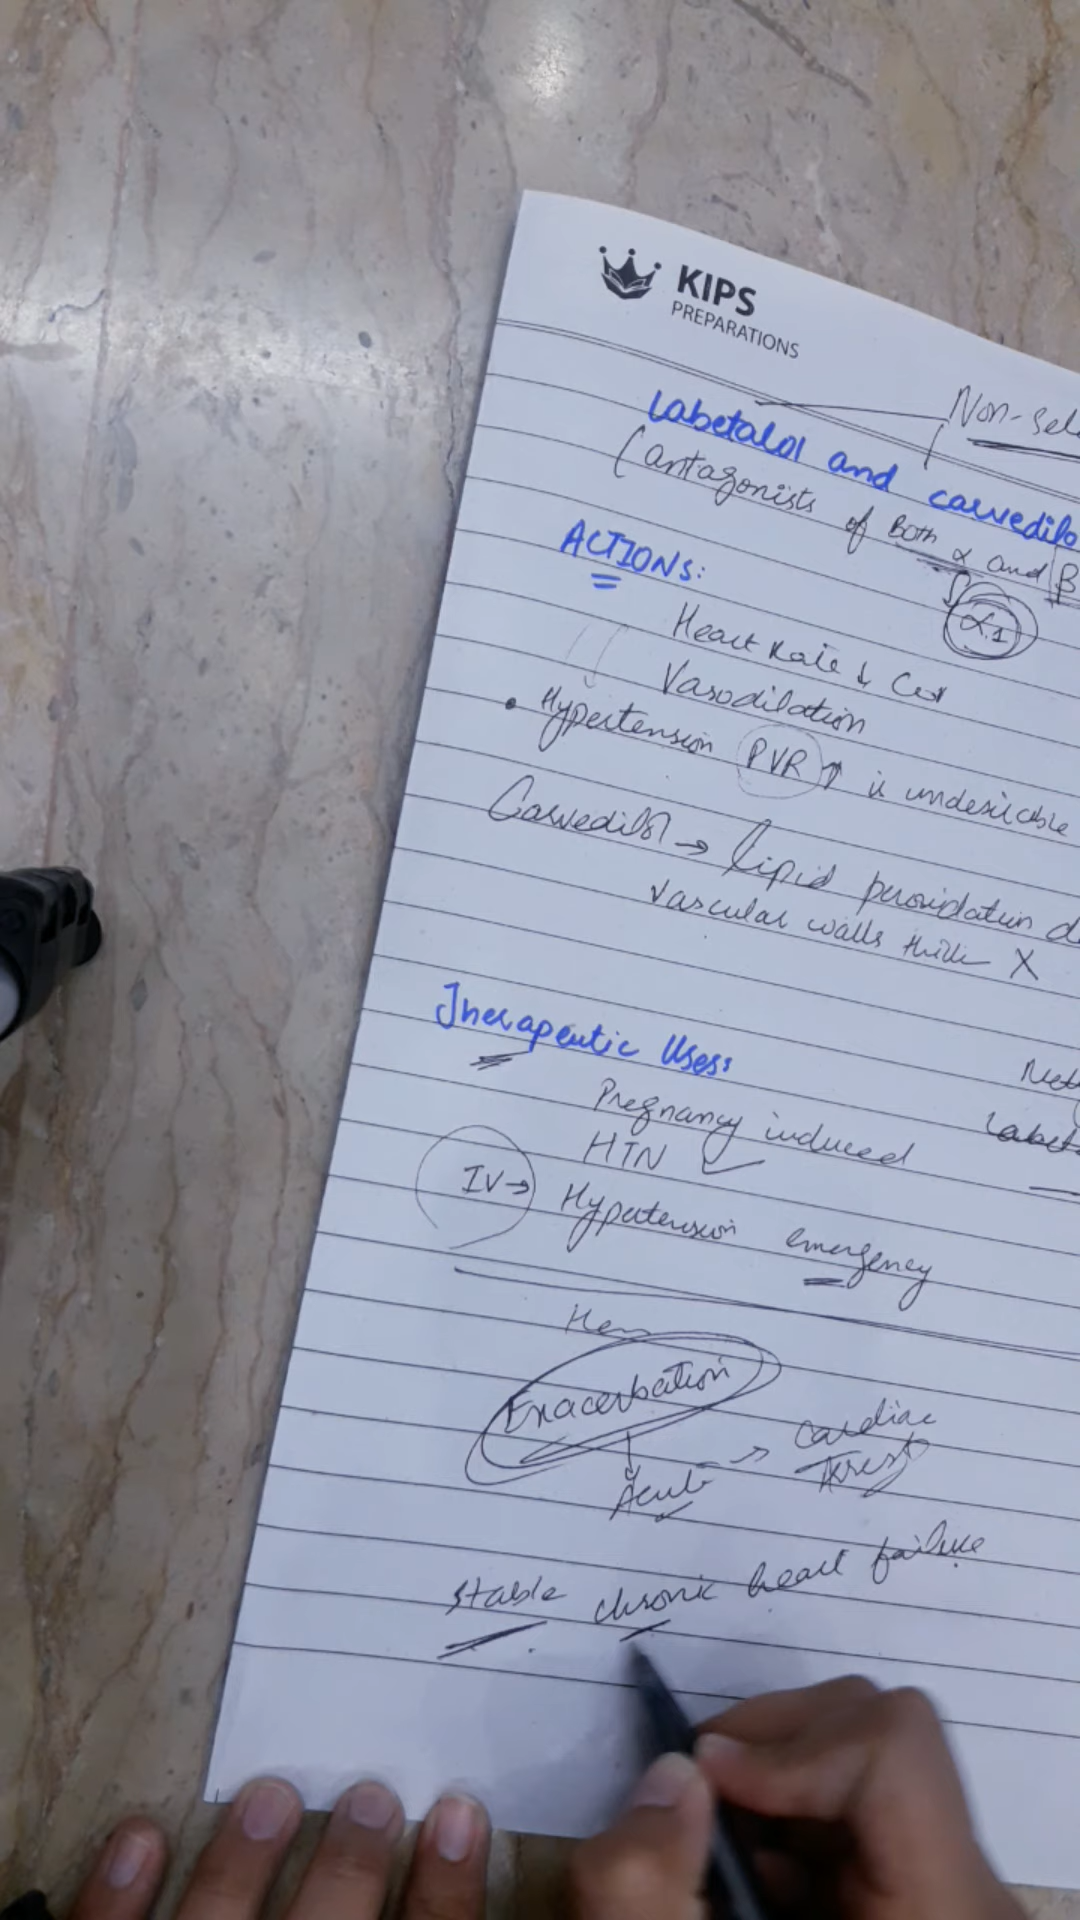 KIPS
PREPARATIONS
Non-Sel
Labetalol and carvedilo
(antagonists of Both α and β
α1
ACTIONS:
Heart Rate ↓
Vasodilation
• Hypertension PVR ↑ is undesirable
Carvedilol → lipid peroxidation d
vascular walls thick X
Therapeutic Uses:
Pregnancy induced
HTN ✓
Labet
IV → Hypertension emergency
Exacerbation
Acute → Cardiac
Arrest
stable chronic heart failure